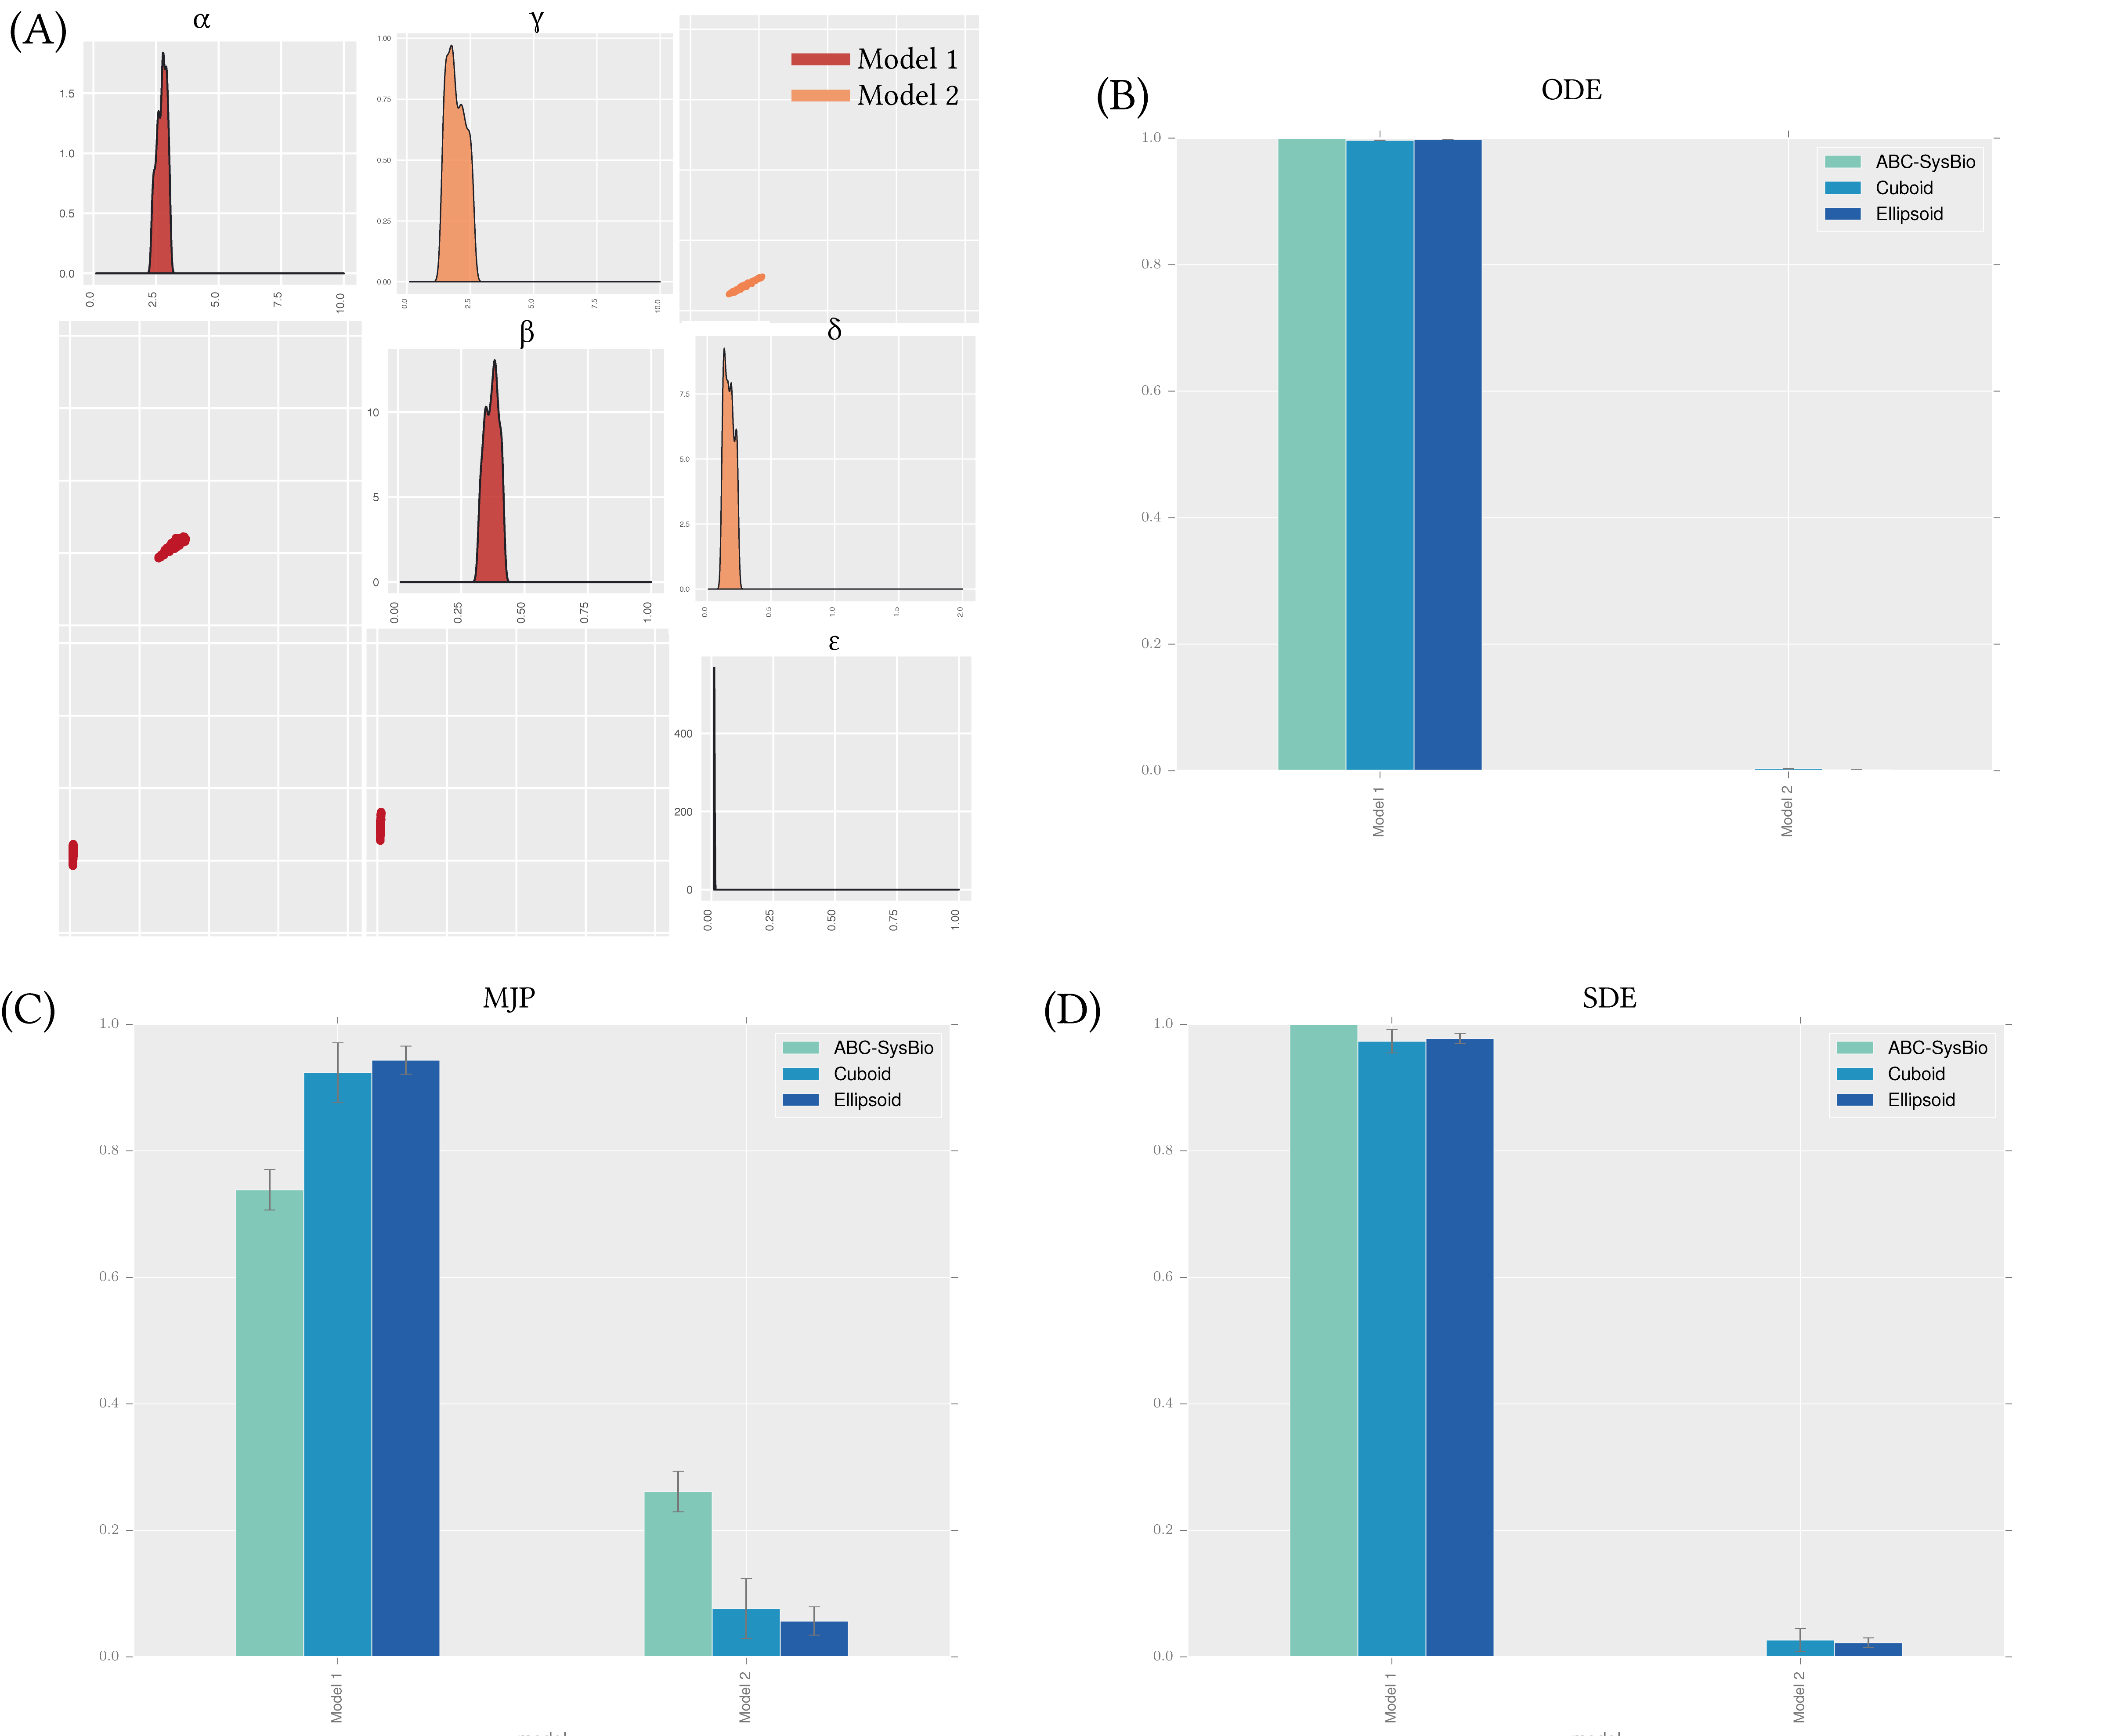 (A)
α
γ
Model 1
Model 2
1.5
1.0
0.5
0.0
0.0
2.5
5.0
7.5
10.0
1.00
0.75
0.50
0.25
0.00
0.0
2.5
5.0
7.5
10.0
β
10
5
0
0.00
0.25
0.50
0.75
1.00
δ
7.5
5.0
2.5
0.0
0.0
0.5
1.0
1.5
2.0
ε
400
200
0
0.00
0.25
0.50
0.75
1.00
(B)
ODE
1.0
0.8
0.6
0.4
0.2
0.0
ABC-SysBio
Cuboid
Ellipsoid
Model 1
Model 2
(C)
MJP
1.0
0.8
0.6
0.4
0.2
0.0
ABC-SysBio
Cuboid
Ellipsoid
Model 1
Model 2
(D)
SDE
1.0
0.8
0.6
0.4
0.2
0.0
ABC-SysBio
Cuboid
Ellipsoid
Model 1
Model 2